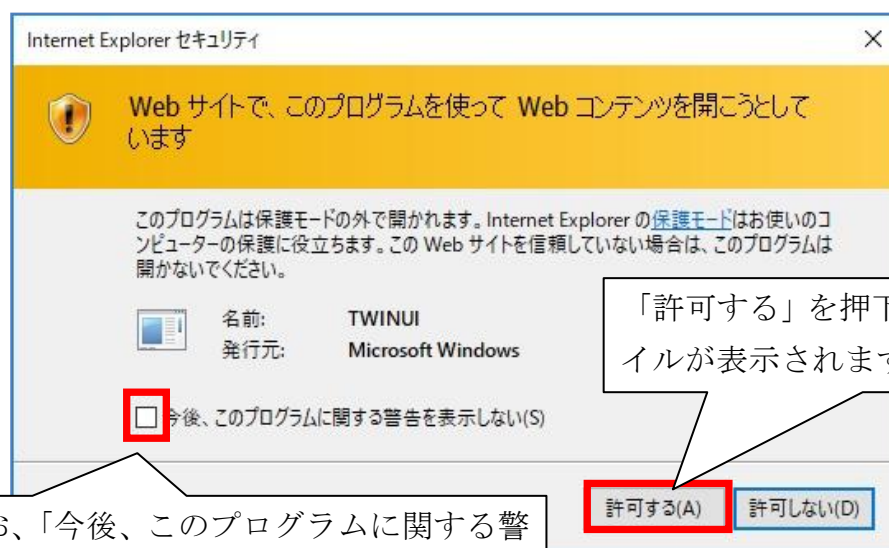 Internet Explorer セキュリティ
Web サイトで、このプログラムを使って Web コンテンツを開こうとして
います
このプログラムは保護モードの外で開かれます。Internet Explorer の保護モードはお使いのコ
ンピューターの保護に役立ちます。この Web サイトを信頼していない場合は、このプログラムは
開かないでください。
名前: TWINUI
発行元: Microsoft Windows
「許可する」を押下
イルが表示されます
今後、このプログラムに関する警告を表示しない(S)
許可する(A)
許可しない(D)
、「今後、このプログラムに関する警